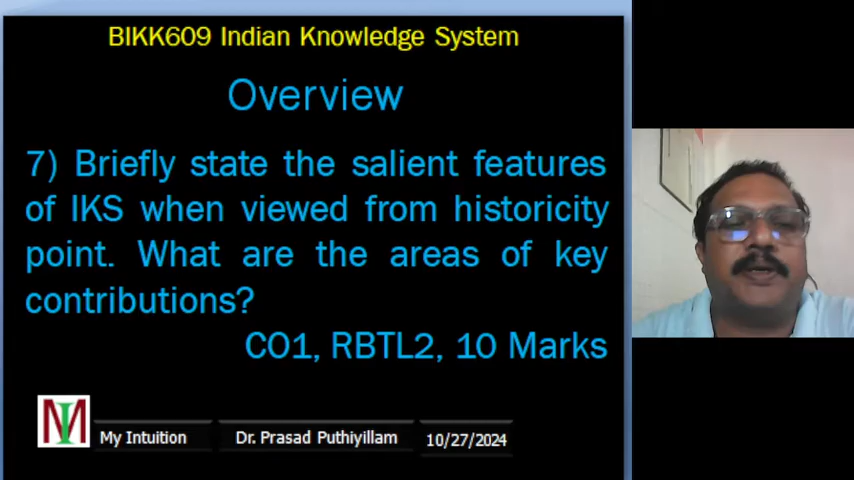 BIKK609 Indian Knowledge System
Overview
7) Briefly state the salient features
of IKS when viewed from historicity
point. What are the areas of key
contributions?
CO1, RBTL2, 10 Marks
MI
My Intuition
Dr. Prasad Puthiyillam
10/27/2024